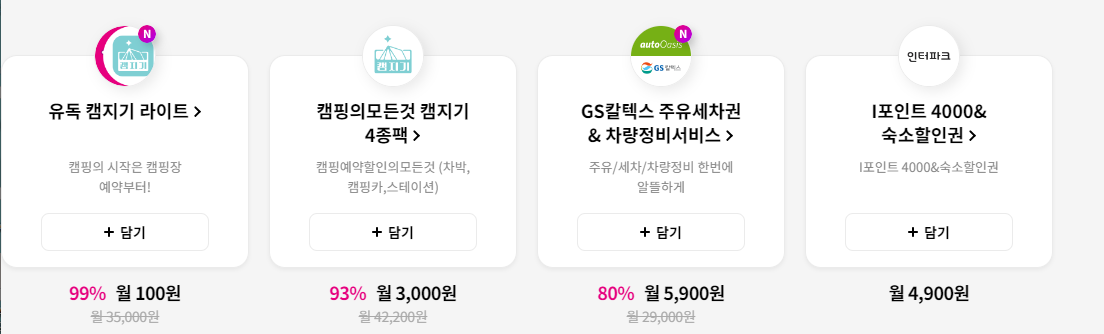 N
캠지기
유독 캠지기 라이트 >
캠핑의 시작은 캠핑장
예약부터!
+ 담기
99% 월 100원
월 35,000원
캠지기
캠핑의모든것 캠지기
4종팩 >
캠핑예약할인의모든것 (차박,
캠핑카,스테이션)
+ 담기
93% 월 3,000원
월 42,200원
N
autoOasis
GS칼텍스
GS칼텍스 주유세차권
& 차량정비서비스 >
주유/세차/차량정비 한번에
알뜰하게
+ 담기
80% 월 5,900원
월 29,000원
인터파크
I포인트 4000&
숙소할인권 >
I포인트 4000&숙소할인권
+ 담기
월 4,900원